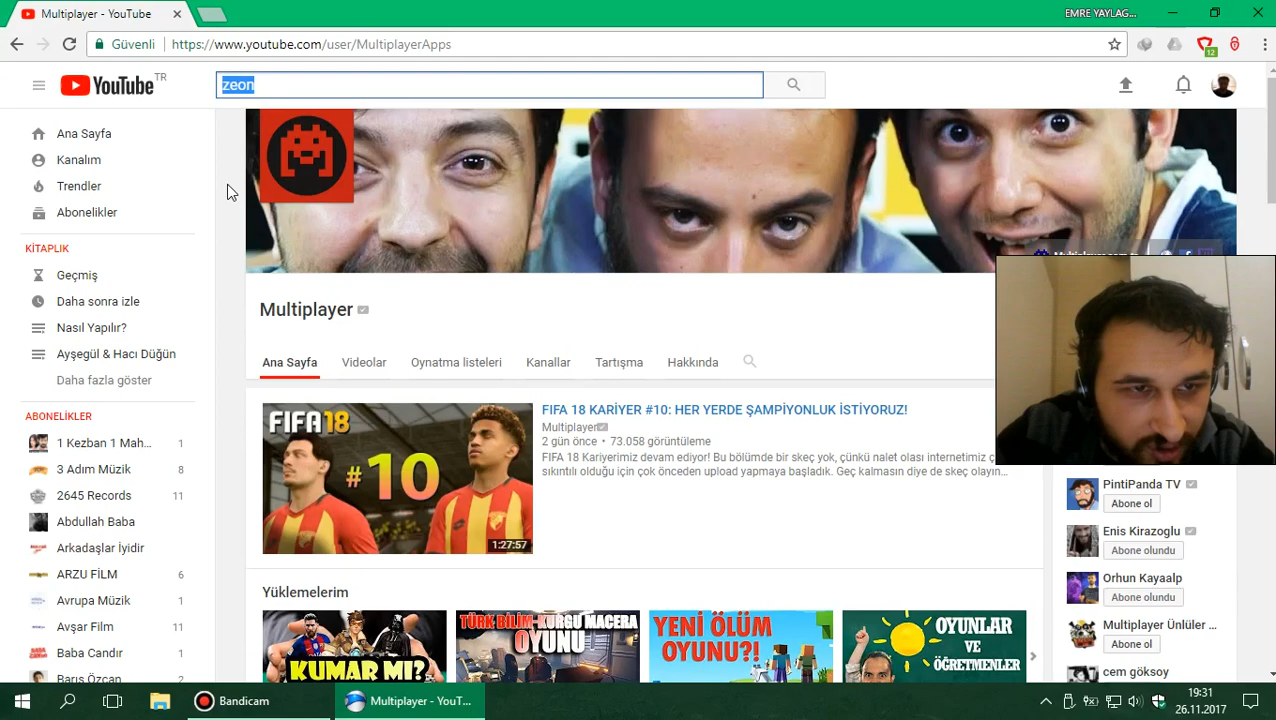 Multiplayer - YouTube
EMRE YAYLAG...
Güvenli
https://www.youtube.com/user/MultiplayerApps
12
YouTube TR
zeon
Ana Sayfa
Kanalım
Trendler
Abonelikler
KİTAPLIK
Geçmiş
Daha sonra izle
Nasıl Yapılır?
Ayşegül & Hacı Düğün
Daha fazla göster
ABONELİKLER
1 Kezban 1 Mah... 1
3 Adım Müzik 8
2645 Records 11
Abdullah Baba
Arkadaşlar İyidir
ARZU FİLM 6
Avrupa Müzik 1
Avşar Film 11
Baba Candır 1
Barış Özcan 2
Multiplayer.com.tr
Multiplayer
Ana Sayfa Videolar Oynatma listeleri Kanallar Tartışma Hakkında
FIFA 18
#10
1:27:57
FIFA 18 KARİYER #10: HER YERDE ŞAMPİYONLUK İSTİYORUZ!
Multiplayer
2 gün önce • 73.058 görüntüleme
FIFA 18 Kariyerimiz devam ediyor! Bu bölümde bir skeç yok, çünkü nalet olası internetimiz ç...
sıkıntılı olduğu için çok önceden upload yapmaya başladık. Geç kalmasın diye de skeç olayın...
Yüklemelerim
KUMAR MI?
TÜRK BİLİM-KURGU MACERA
OYUNU
YENİ ÖLÜM
OYUNU?!
OYUNLAR
VE
ÖĞRETMENLER
PintiPanda TV
Abone ol
Enis Kirazoglu
Abone olundu
Orhun Kayaalp
Abone olundu
Multiplayer Ünlüler ...
Abone ol
cem göksoy
Bandicam
Multiplayer - YouT...
19:31
26.11.2017